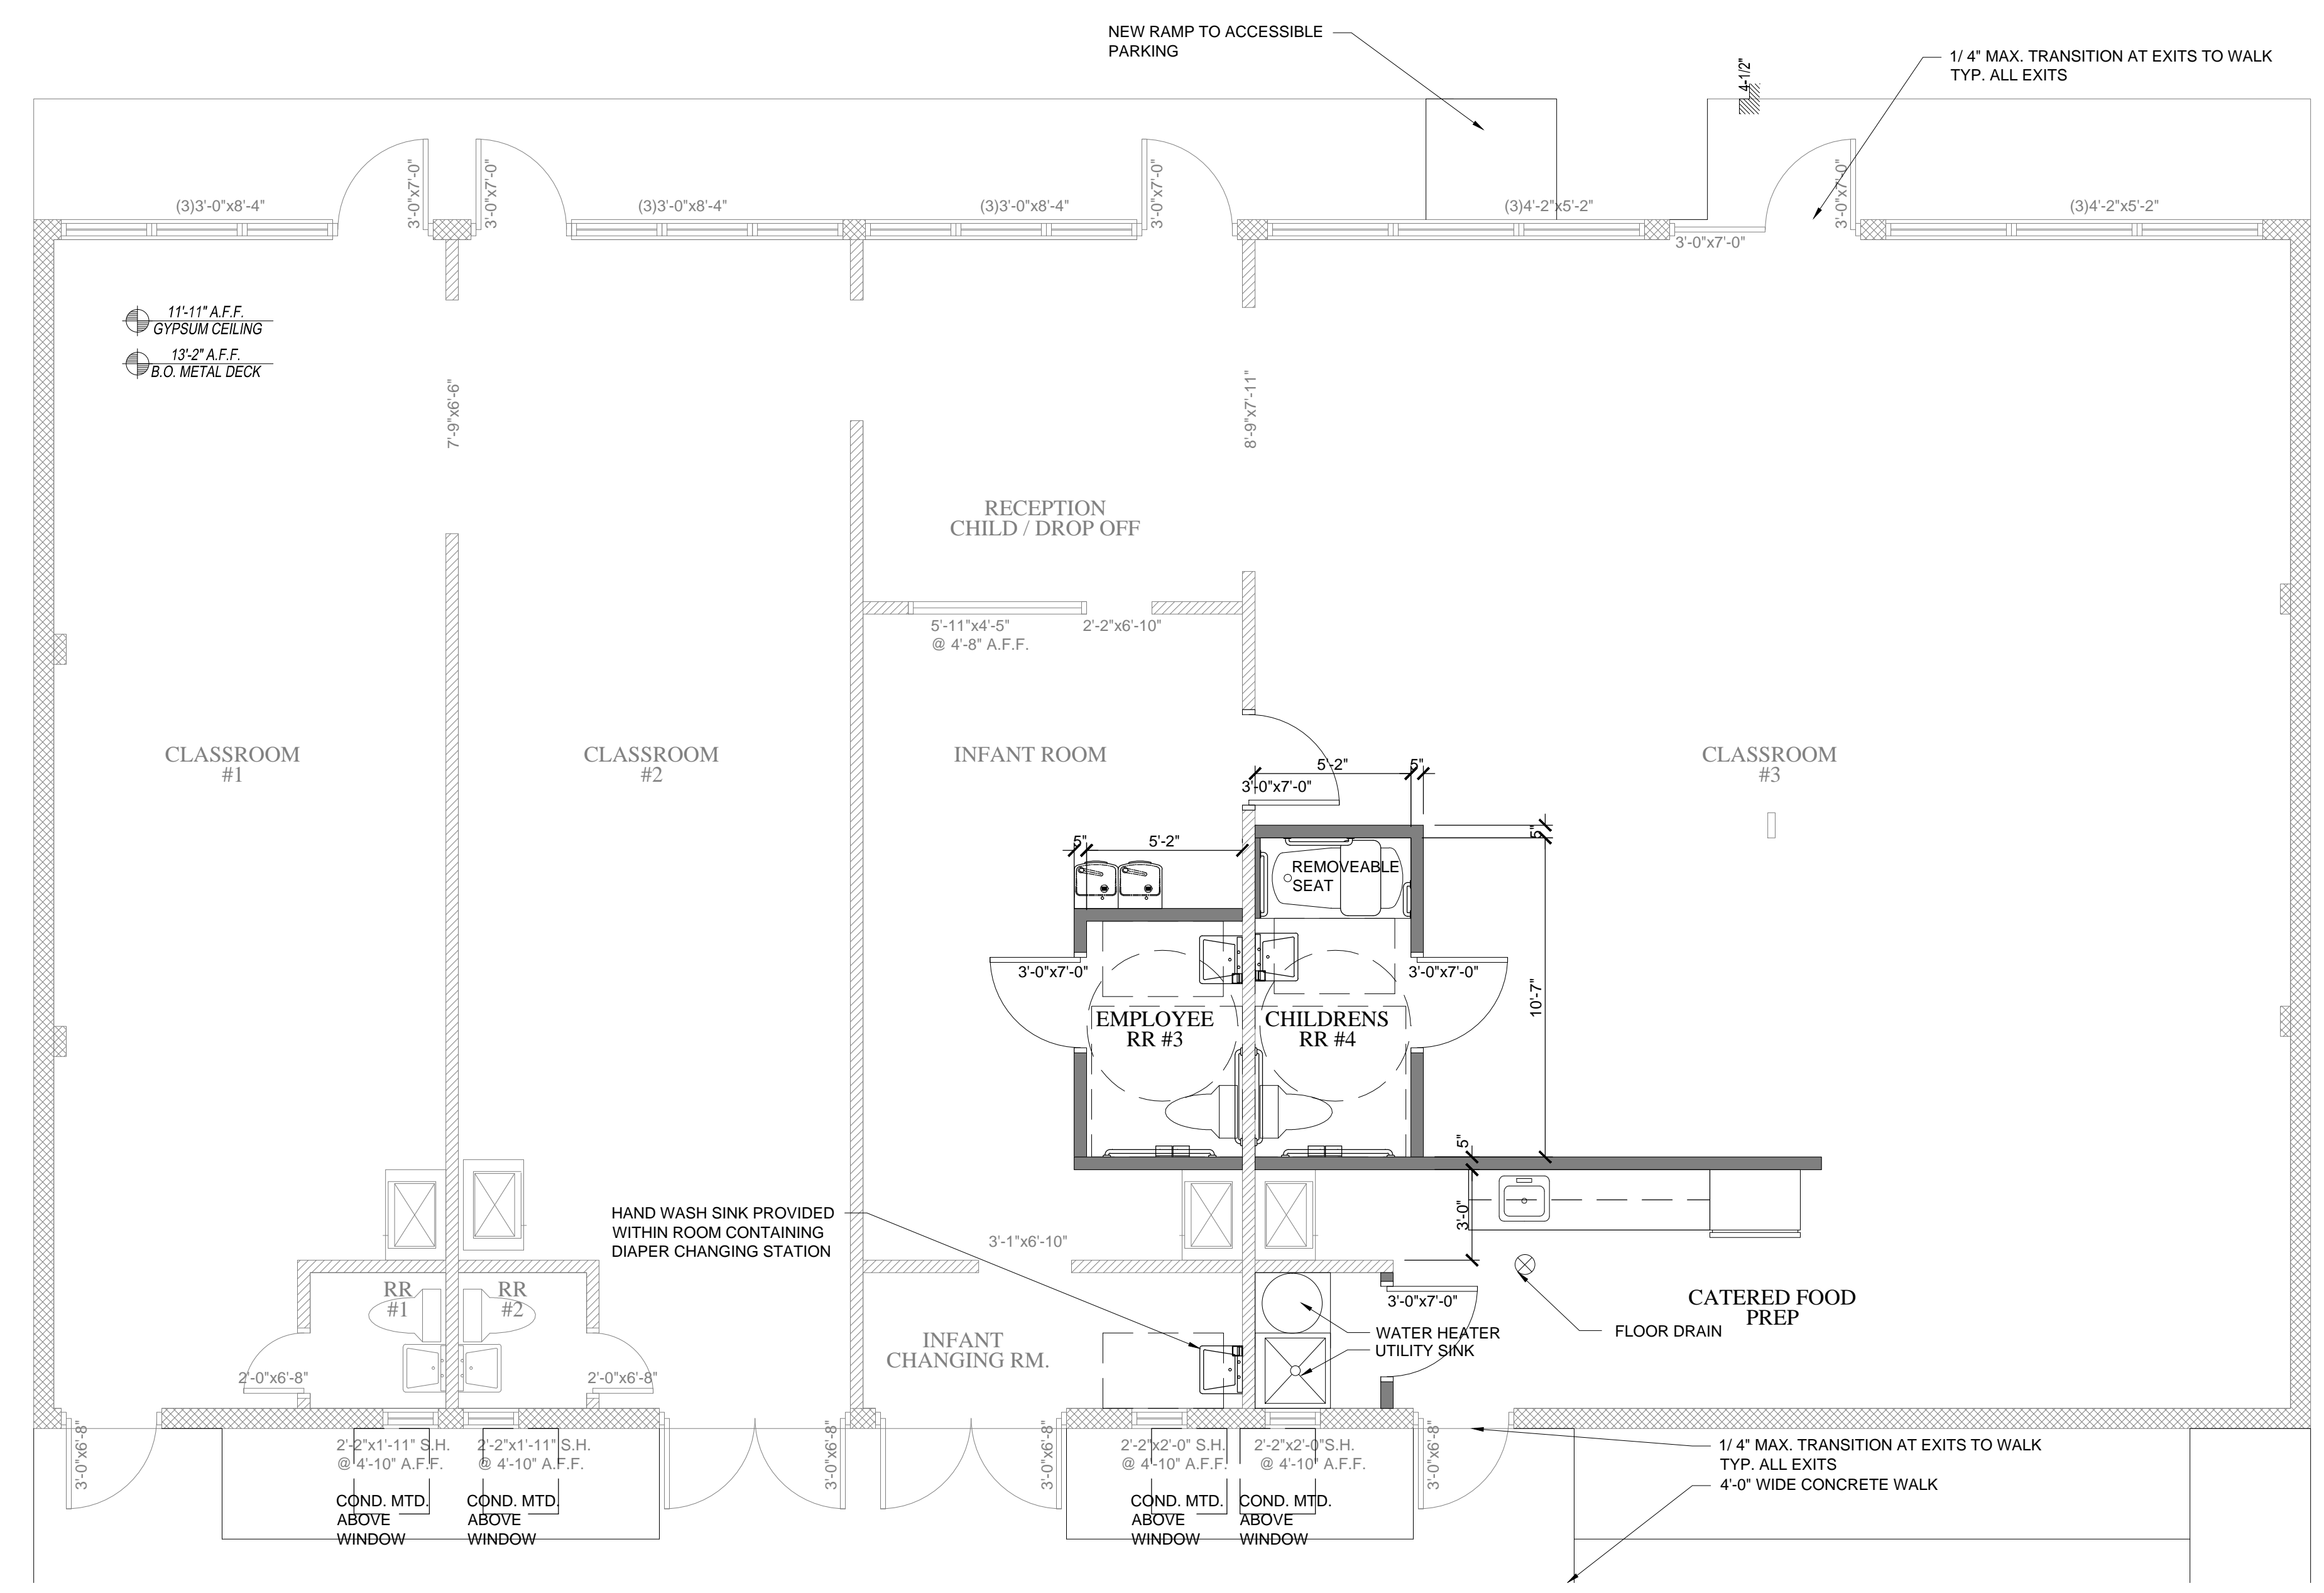 NEW RAMP TO ACCESSIBLE
PARKING
4-1/2"
1/ 4" MAX. TRANSITION AT EXITS TO WALK
TYP. ALL EXITS
(3)3'-0"x8'-4"
3'-0"x7'-0"
3'-0"x7'-0"
(3)3'-0"x8'-4"
(3)3'-0"x8'-4"
3'-0"x7'-0"
(3)4'-2"x5'-2"
3'-0"x7'-0"
3'-0"x7'-0"
(3)4'-2"x5'-2"
11'-11" A.F.F.
GYPSUM CEILING
13'-2" A.F.F.
B.O. METAL DECK
7'-9"x6'-6"
8'-9"x7'-11"
RECEPTION
CHILD / DROP OFF
5'-11"x4'-5"
@ 4'-8" A.F.F.
2'-2"x6'-10"
CLASSROOM
#1
CLASSROOM
#2
INFANT ROOM
CLASSROOM
#3
5'-2"
5"
3'-0"x7'-0"
5"
5'-2"
5"
REMOVEABLE
SEAT
3'-0"x7'-0"
3'-0"x7'-0"
10'-7"
EMPLOYEE
RR #3
CHILDRENS
RR #4
5"
3'-0"
HAND WASH SINK PROVIDED
WITHIN ROOM CONTAINING
DIAPER CHANGING STATION
3'-1"x6'-10"
RR
#1
RR
#2
3'-0"x7'-0"
CATERED FOOD
PREP
FLOOR DRAIN
WATER HEATER
UTILITY SINK
INFANT
CHANGING RM.
2'-0"x6'-8"
2'-0"x6'-8"
3'-0"x6'-8"
2'-2"x1'-11" S.H.
@ 4'-10" A.F.F.
2'-2"x1'-11" S.H.
@ 4'-10" A.F.F.
3'-0"x6'-8"
3'-0"x6'-8"
2'-2"x2'-0" S.H.
@ 4'-10" A.F.F.
2'-2"x2'-0"S.H.
@ 4'-10" A.F.F.
3'-0"x6'-8"
1/ 4" MAX. TRANSITION AT EXITS TO WALK
TYP. ALL EXITS
4'-0" WIDE CONCRETE WALK
COND. MTD.
ABOVE
WINDOW
COND. MTD.
ABOVE
WINDOW
COND. MTD.
ABOVE
WINDOW
COND. MTD.
ABOVE
WINDOW